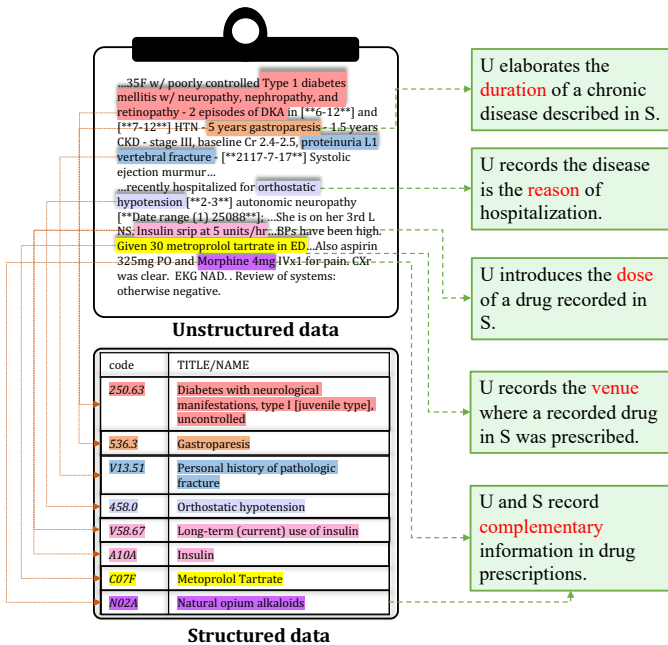 ...35F w/ poorly controlled Type 1 diabetes
mellitis w/ neuropathy, nephropathy, and
retinopathy - 2 episodes of DKA in [**6-12**] and
[**7-12**] HTN - 5 years gastroparesis - 1.5 years
CKD - stage III, baseline Cr 2.4-2.5, proteinuria L1
vertebral fracture - [**2117-7-17**] Systolic
ejection murmur...
...recently hospitalized for orthostatic
hypotension [**2-3**] autonomic neuropathy
[**Date range (1) 25088**]; ...She is on her 3rd L
NS. Insulin srip at 5 units/hr...BPs have been high.
Given 30 metroprolol tartrate in ED...Also aspirin
325mg PO and Morphine 4mg IVx1 for pain. CXr
was clear. EKG NAD. . Review of systems:
otherwise negative.
Unstructured data
code TITLE/NAME
250.63 Diabetes with neurological
manifestations, type I [juvenile type],
uncontrolled
536.3 Gastroparesis
V13.51 Personal history of pathologic
fracture
458.0 Orthostatic hypotension
V58.67 Long-term (current) use of insulin
A10A Insulin
C07F Metoprolol Tartrate
N02A Natural opium alkaloids
Structured data
U elaborates the
duration of a chronic
disease described in S.
U records the disease
is the reason of
hospitalization.
U introduces the dose
of a drug recorded in
S.
U records the venue
where a recorded drug
in S was prescribed.
U and S record
complementary
information in drug
prescriptions.